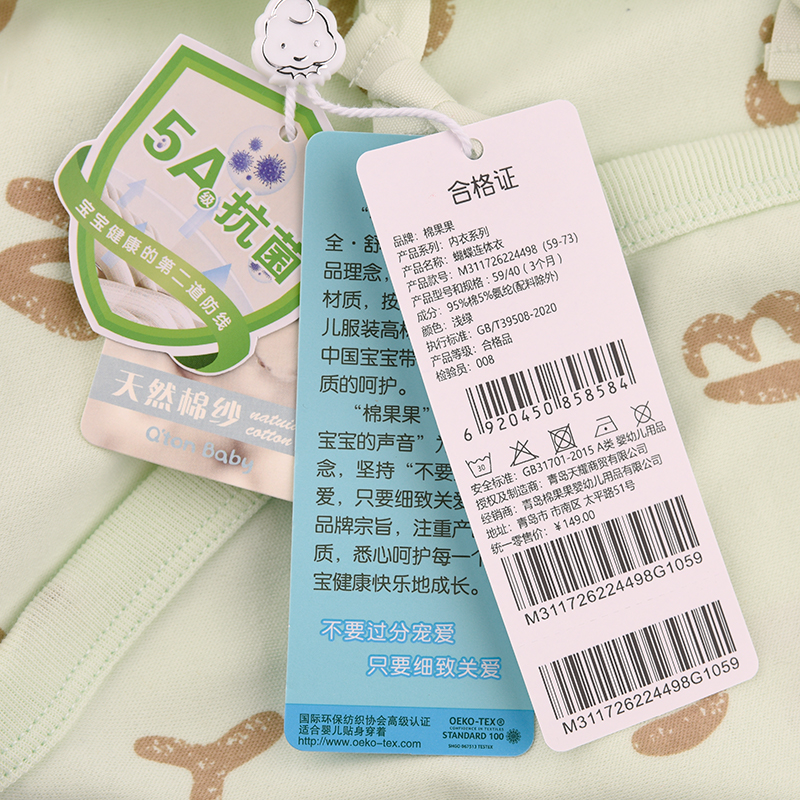 5A级抗菌
宝宝健康的第二道防线
天然棉纱
natural
cotton
Q'tan Baby
全·舒
品理念,
材质,按
儿服装高标
中国宝宝带
质的呵护。
“棉果果”
宝宝的声音”为
念,坚持“不要
爱,只要细致关爱
品牌宗旨,注重产
质,悉心呵护每一个
宝健康快乐地成长。
不要过分宠爱
只要细致关爱
国际环保纺织协会高级认证
适合婴儿贴身穿着
http://www.oeko-tex.com
OEKO-TEX®
CONFIDENCE IN TEXTILES
STANDARD 100
合格证
品牌:棉果果
产品系列:内衣系列
产品名称:蝴蝶连体衣
产品款号:M311726224498 (59-73)
产品型号和规格:59/40(3个月)
成分:95%棉5%氨纶(配料除外)
颜色:浅绿
执行标准:GB/T39508-2020
产品等级:合格品
检验员:008
6 920450 858584
30
安全标准:GB31701-2015 A类 婴幼儿用品
授权及制造商:青岛天耀商贸有限公司
经销商:青岛棉果果婴幼儿用品有限公司
地址:青岛市 市南区 太平路51号
统一零售价:¥149.00
M311726224498G1059
M311726224498G1059